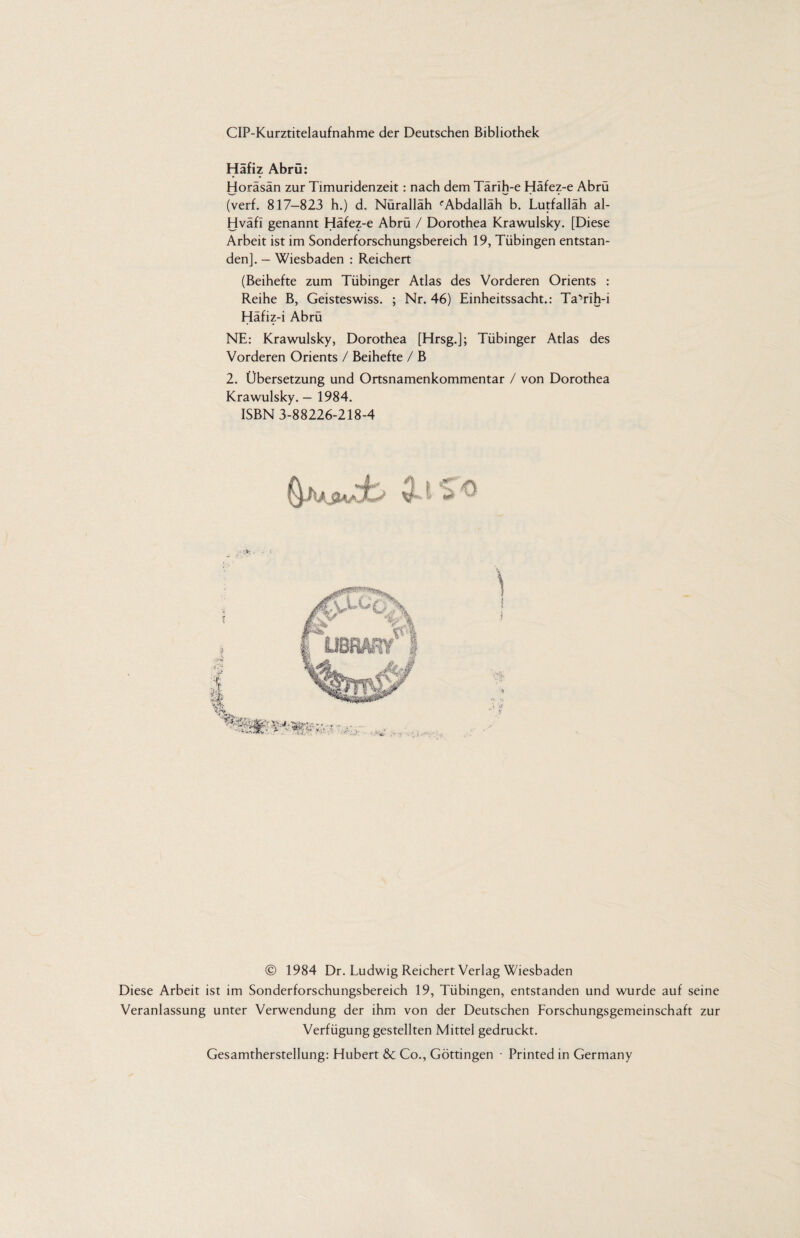 CIP-Kurztitelaufnahme der Deutschen Bibliothek
Ḥāfiẓ Abrū:
Ḫorāsān zur Timuridenzeit : nach dem Tārīḫ-e Ḥāfeẓ-e Abrū
(verf. 817–823 h.) d. Nūrallāh ʿAbdallāh b. Luṭfallāh al-
Ḫvāfī genannt Ḥāfeẓ-e Abrū / Dorothea Krawulsky. [Diese
Arbeit ist im Sonderforschungsbereich 19, Tübingen entstan-
den]. – Wiesbaden : Reichert
(Beihefte zum Tübinger Atlas des Vorderen Orients :
Reihe B, Geisteswiss. ; Nr. 46) Einheitssacht.: Taʾrīḫ-i
Ḥāfiẓ-i Abrū
NE: Krawulsky, Dorothea [Hrsg.]; Tübinger Atlas des
Vorderen Orients / Beihefte / B
2. Übersetzung und Ortsnamenkommentar / von Dorothea
Krawulsky. – 1984.
ISBN 3-88226-218-4
LIBRARY
© 1984 Dr. Ludwig Reichert Verlag Wiesbaden
Diese Arbeit ist im Sonderforschungsbereich 19, Tübingen, entstanden und wurde auf seine
Veranlassung unter Verwendung der ihm von der Deutschen Forschungsgemeinschaft zur
Verfügung gestellten Mittel gedruckt.
Gesamtherstellung: Hubert & Co., Göttingen · Printed in Germany